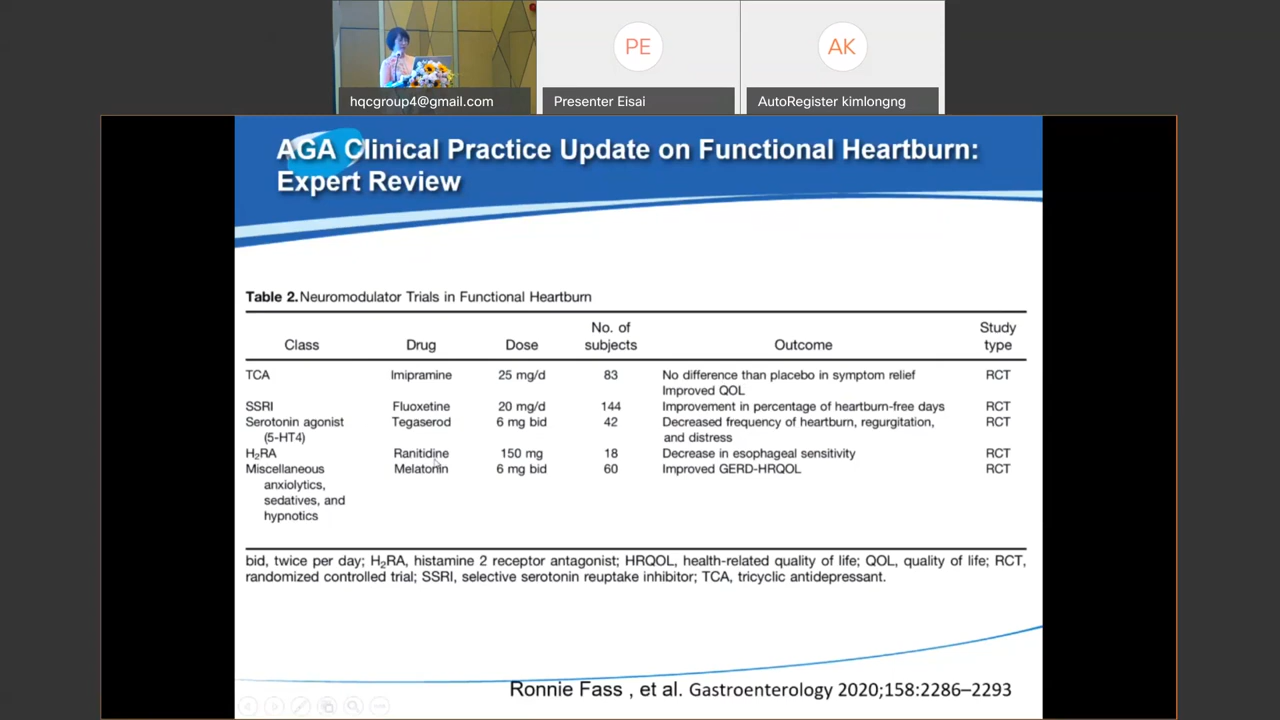 PE
AK
hqcgroup4@gmail.com
Presenter Eisai
AutoRegister kimlongng
AGA Clinical Practice Update on Functional Heartburn:
Expert Review
Table 2. Neuromodulator Trials in Functional Heartburn
Class Drug Dose No. of subjects Outcome Study type
TCA Imipramine 25 mg/d 83 No difference than placebo in symptom relief RCT
Improved QOL
SSRI Fluoxetine 20 mg/d 144 Improvement in percentage of heartburn-free days RCT
Serotonin agonist Tegaserod 6 mg bid 42 Decreased frequency of heartburn, regurgitation, RCT
(5-HT4) and distress
H₂RA Ranitidine 150 mg 18 Decrease in esophageal sensitivity RCT
Miscellaneous Melatonin 6 mg bid 60 Improved GERD-HRQOL RCT
anxiolytics,
sedatives, and
hypnotics
bid, twice per day; H₂RA, histamine 2 receptor antagonist; HRQOL, health-related quality of life; QOL, quality of life; RCT,
randomized controlled trial; SSRI, selective serotonin reuptake inhibitor; TCA, tricyclic antidepressant.
Ronnie Fass , et al. Gastroenterology 2020;158:2286–2293